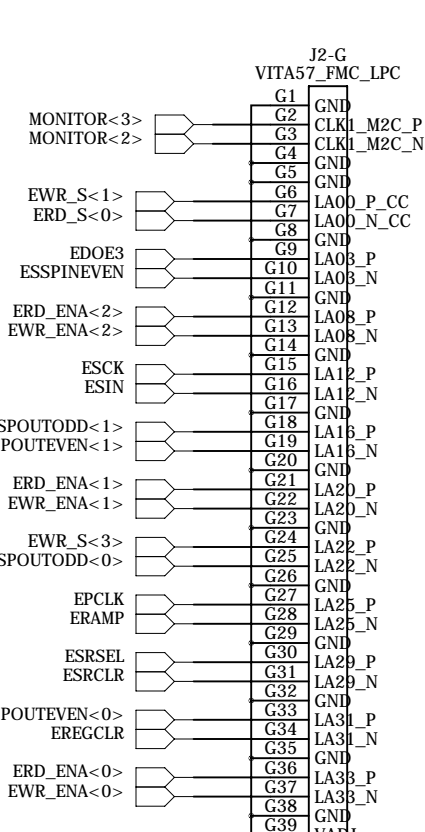 J2-G
VITA57_FMC_LPC
G1 GND
MONITOR<3> G2 CLK1_M2C_P
MONITOR<2> G3 CLK1_M2C_N
G4 GND
G5 GND
EWR_S<1> G6 LA00_P_CC
ERD_S<0> G7 LA00_N_CC
G8 GND
EDOE3 G9 LA03_P
ESSPINEVEN G10 LA03_N
G11 GND
ERD_ENA<2> G12 LA08_P
EWR_ENA<2> G13 LA08_N
G14 GND
ESCK G15 LA12_P
ESIN G16 LA12_N
G17 GND
SPOUTODD<1> G18 LA16_P
POUTEVEN<1> G19 LA16_N
G20 GND
ERD_ENA<1> G21 LA20_P
EWR_ENA<1> G22 LA20_N
G23 GND
EWR_S<3> G24 LA22_P
SPOUTODD<0> G25 LA22_N
G26 GND
EPCLK G27 LA25_P
ERAMP G28 LA25_N
G29 GND
ESRSEL G30 LA29_P
ESRCLR G31 LA29_N
G32 GND
POUTEVEN<0> G33 LA31_P
EREGCLR G34 LA31_N
G35 GND
ERD_ENA<0> G36 LA33_P
EWR_ENA<0> G37 LA33_N
G38 GND
G39 VADJ